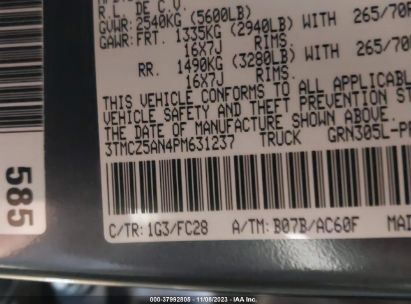 R.L. DE C.V.
GVWR: 2540KG (5600LB)
GAWR: FRT. 1335KG (2940LB) WITH 265/70
16X7J RIMS,
RR. 1490KG (3280LB) WITH 265/70
16X7J RIMS,
THIS VEHICLE CONFORMS TO ALL APPLICABLE
VEHICLE SAFETY AND THEFT PREVENTION
THE DATE OF MANUFACTURE SHOWN ABOVE.
3TMCZ5AN4PM631237 TRUCK GRN305L-P
C/TR: 1G3/FC28 A/TM: B07B/AC60F MAD
585
000-37992805 - 11/08/2023 - © IAA Inc.